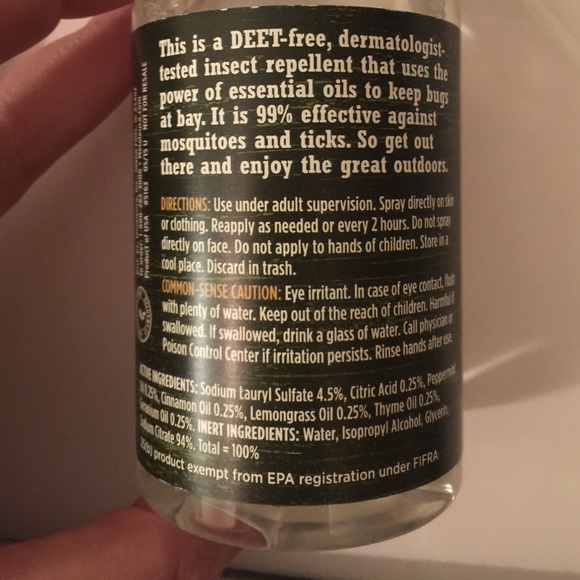 This is a DEET-free, dermatologist-
tested insect repellent that uses the
power of essential oils to keep bugs
at bay. It is 99% effective against
mosquitoes and ticks. So get out
there and enjoy the great outdoors.
DIRECTIONS: Use under adult supervision. Spray directly on skin
or clothing. Reapply as needed or every 2 hours. Do not spray
directly on face. Do not apply to hands of children. Store in a
cool place. Discard in trash.
COMMON-SENSE CAUTION: Eye irritant. In case of eye contact, flush
with plenty of water. Keep out of the reach of children. Harmful if
swallowed. If swallowed, drink a glass of water. Call physician or
Poison Control Center if irritation persists. Rinse hands after use.
ACTIVE INGREDIENTS: Sodium Lauryl Sulfate 4.5%, Citric Acid 0.25%, Peppermint
Oil 0.25%, Cinnamon Oil 0.25%, Lemongrass Oil 0.25%, Thyme Oil 0.25%,
Geranium Oil 0.25%. INERT INGREDIENTS: Water, Isopropyl Alcohol, Glycerin,
Sodium Citrate 94%. Total = 100%
25(b) product exempt from EPA registration under FIFRA
Product of USA 85163 05/15 U NOT FOR RESALE